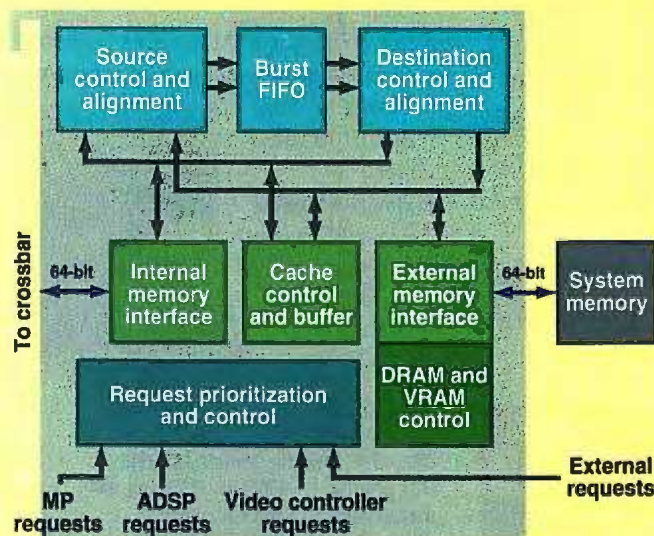 Source
control and
alignment
Burst
FIFO
Destination
control and
alignment
To crossbar
64-bit
Internal
memory
interface
Cache
control
and buffer
External
memory
interface
64-bit
System
memory
DRAM and
VRAM
control
Request prioritization
and control
MP
requests
ADSP
requests
Video controller
requests
External
requests